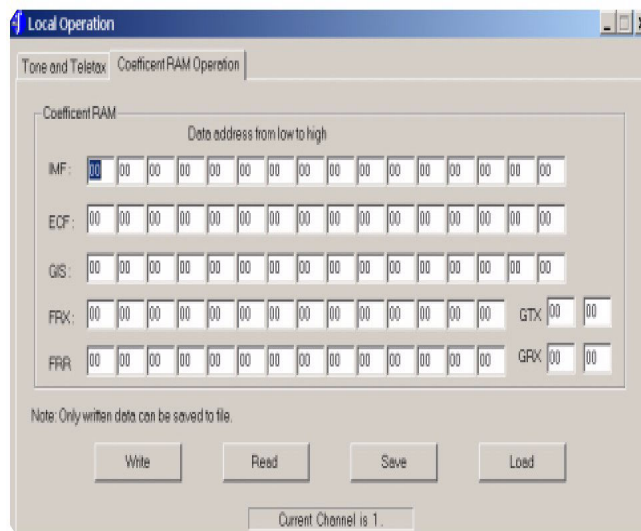 Local Operation
Tone and Teletax Coefficent RAM Operation
Coefficent RAM
Data address from low to high
IMF: 00 00 00 00 00 00 00 00 00 00 00 00 00 00 00 00
ECF: 00 00 00 00 00 00 00 00 00 00 00 00 00 00 00 00
GIS: 00 00 00 00 00 00 00 00 00 00 00 00 00 00 00 00
FRX: 00 00 00 00 00 00 00 00 00 00 00 00 00 00 GTX 00 00
FRR 00 00 00 00 00 00 00 00 00 00 00 00 00 00 GRX 00 00
Note: Only written data can be saved to file.
Write Read Save Load
Current Channel is 1.